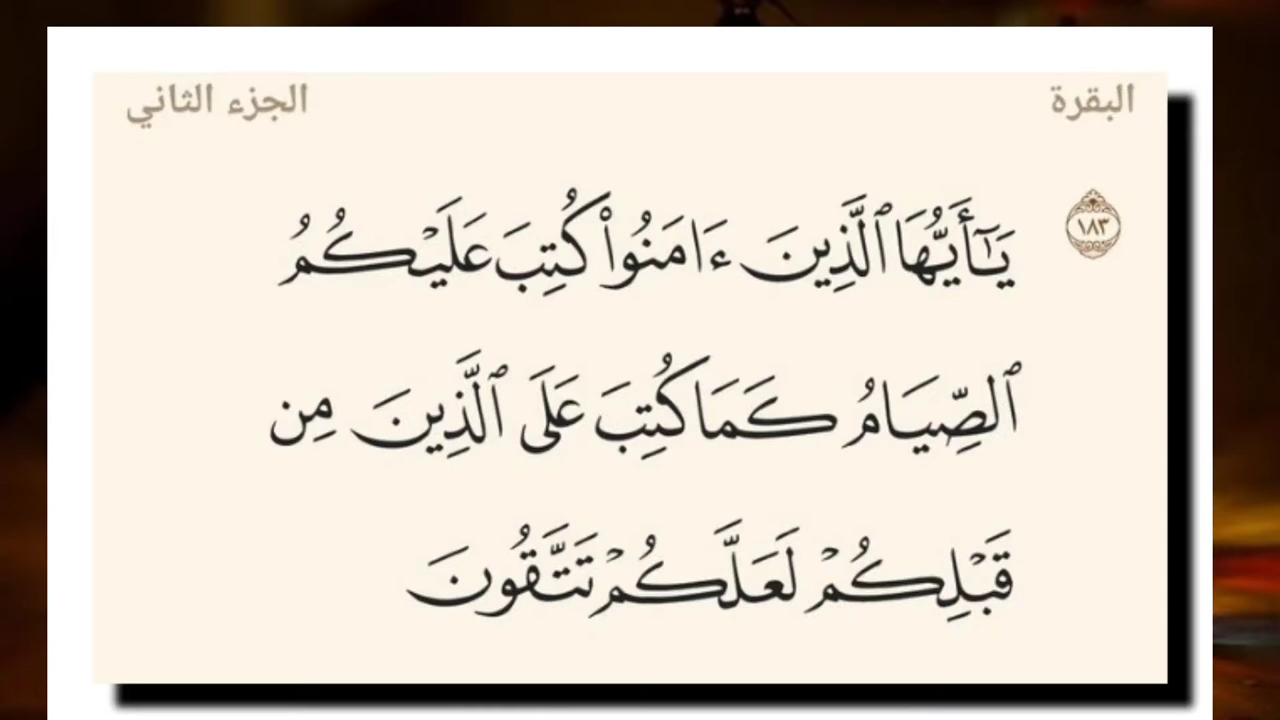 البقرة الجزء الثاني
١٨٣
يَـٰٓأَيُّهَا ٱلَّذِينَ ءَامَنُوا۟ كُتِبَ عَلَيْكُمُ
ٱلصِّيَامُ كَمَا كُتِبَ عَلَى ٱلَّذِينَ مِن
قَبْلِكُمْ لَعَلَّكُمْ تَتَّقُونَ